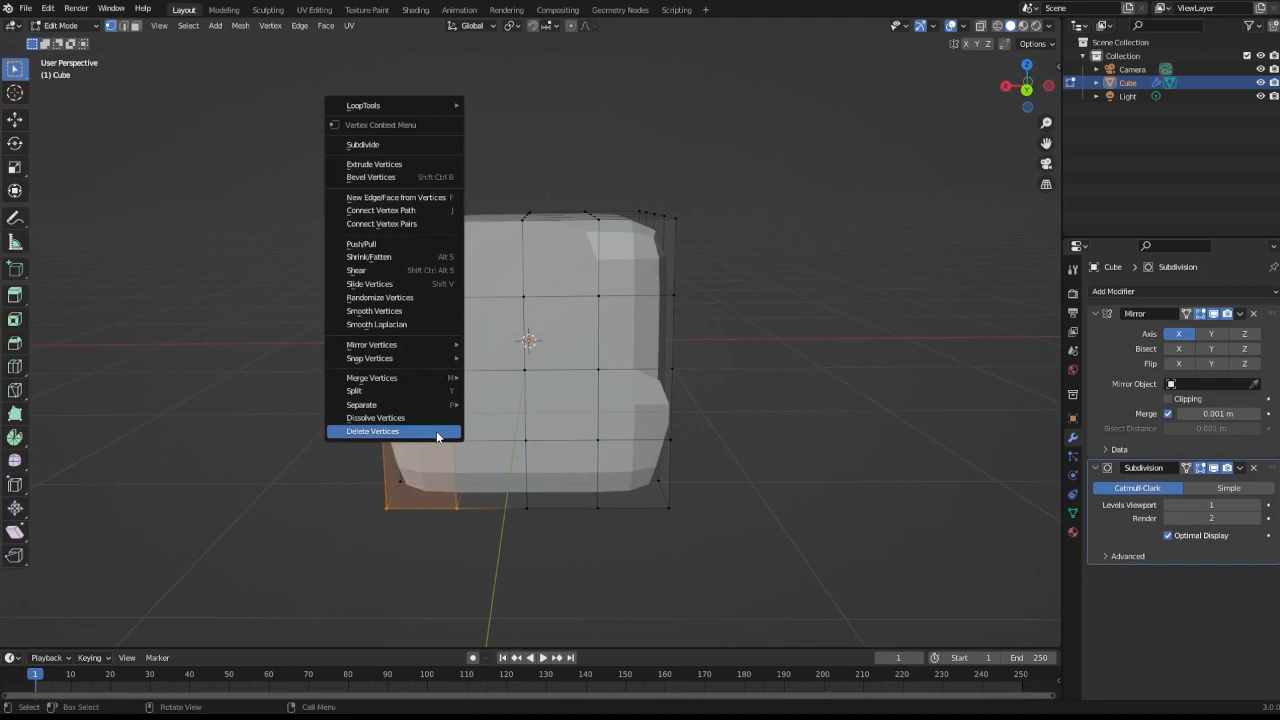 File Edit Render Window Help Layout Modeling Sculpting UV Editing Texture Paint Shading Animation Rendering Compositing Geometry Nodes Scripting + Scene ViewLayer
Edit Mode View Select Add Mesh Vertex Edge Face UV Global
X Y Z Options
User Perspective
(1) Cube
LoopTools
Vertex Context Menu
Subdivide
Extrude Vertices
Bevel Vertices Shift Ctrl B
New Edge/Face from Vertices F
Connect Vertex Path J
Connect Vertex Pairs
Push/Pull
Shrink/Fatten Alt S
Shear Shift Ctrl Alt S
Slide Vertices Shift V
Randomize Vertices
Smooth Vertices
Smooth Laplacian
Mirror Vertices
Snap Vertices
Merge Vertices M
Split Y
Separate P
Dissolve Vertices
Delete Vertices
Z
X
Y
Scene Collection
Collection
Camera
Cube
Light
Cube Subdivision
Add Modifier
Mirror
Axis X Y Z
Bisect X Y Z
Flip X Y Z
Mirror Object
Clipping
Merge 0.001 m
Bisect Distance 0.001 m
Data
Subdivision
Catmull-Clark Simple
Levels Viewport 1
Render 2
Optimal Display
Advanced
Playback Keying View Marker 1 Start 1 End 250
1 10 20 30 40 50 60 70 80 90 100 110 120 130 140 150 160 170 180 190 200 210 220 230 240 250
Select Box Select Rotate View Call Menu 3.0.0